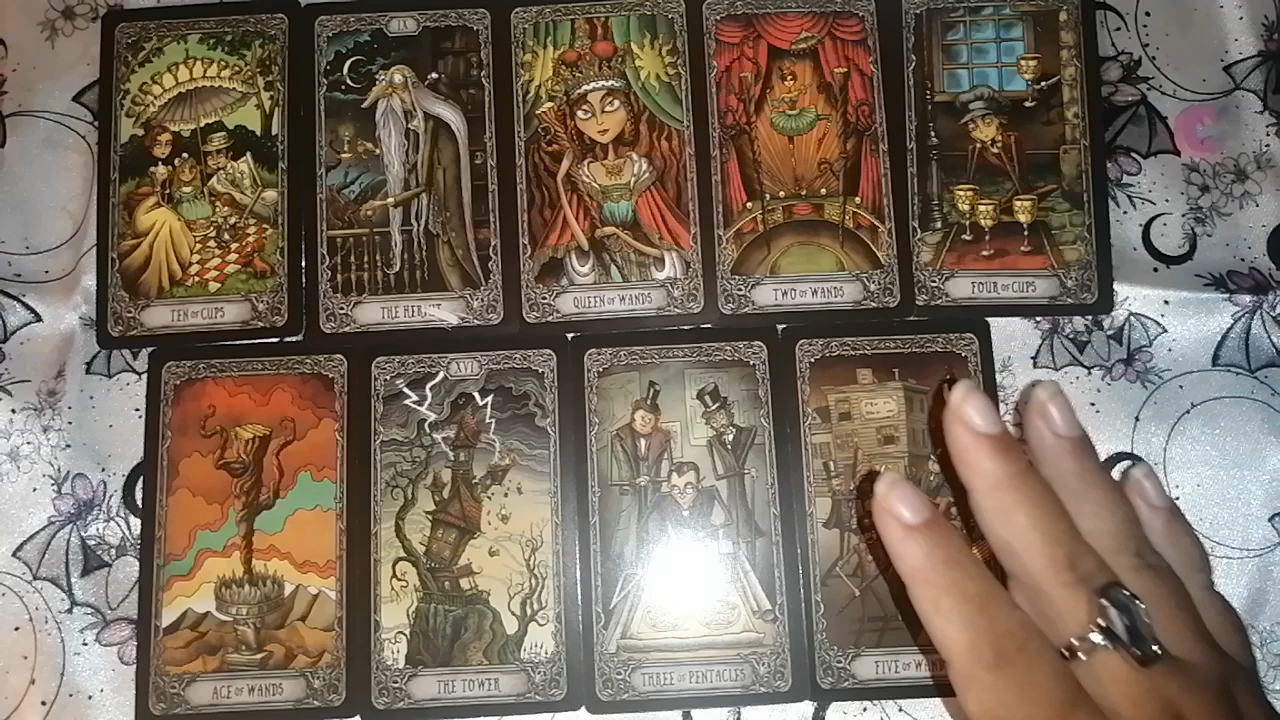 TEN OF CUPS
IX
THE HERMIT
QUEEN OF WANDS
TWO OF WANDS
FOUR OF CUPS
ACE OF WANDS
XVI
THE TOWER
THREE OF PENTACLES
FIVE OF WAND